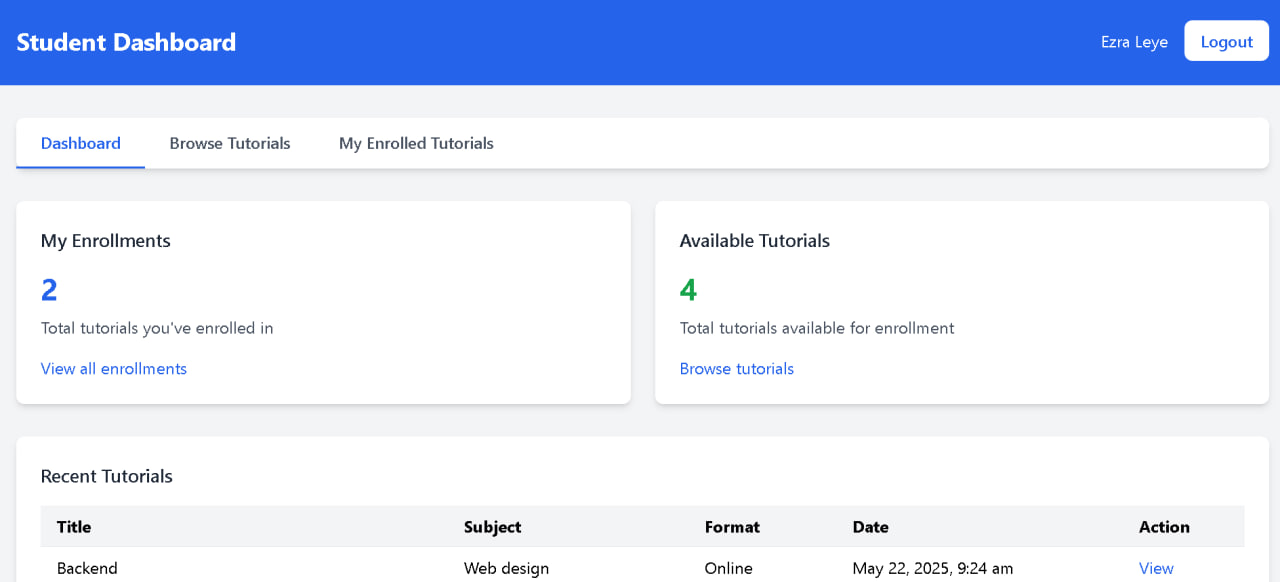 Student Dashboard
Ezra Leye
Logout
Dashboard Browse Tutorials My Enrolled Tutorials
My Enrollments
2
Total tutorials you've enrolled in
View all enrollments
Available Tutorials
4
Total tutorials available for enrollment
Browse tutorials
Recent Tutorials
Title Subject Format Date Action
Backend Web design Online May 22, 2025, 9:24 am View